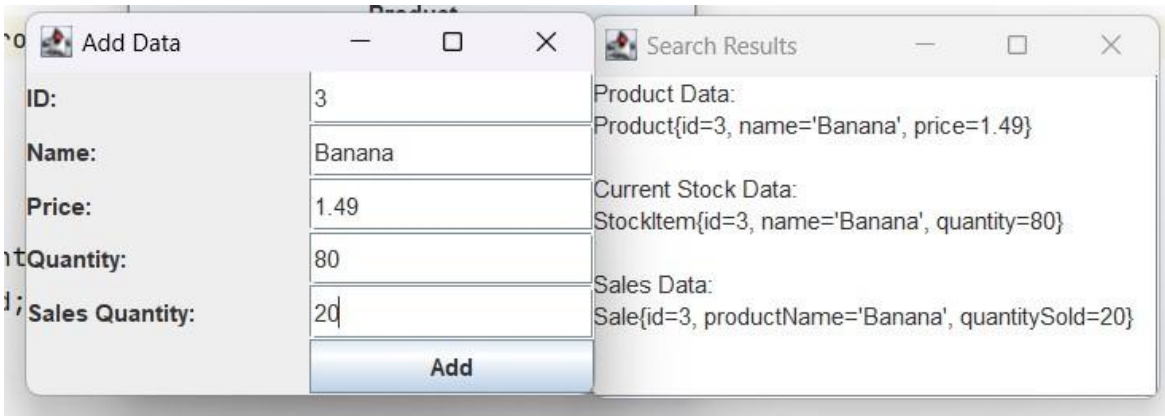 Product
Add Data
ID:
3
Name:
Banana
Price:
1.49
Quantity:
80
Sales Quantity:
20
Add
Search Results
Product Data:
Product{id=3, name='Banana', price=1.49}
Current Stock Data:
StockItem{id=3, name='Banana', quantity=80}
Sales Data:
Sale{id=3, productName='Banana', quantitySold=20}